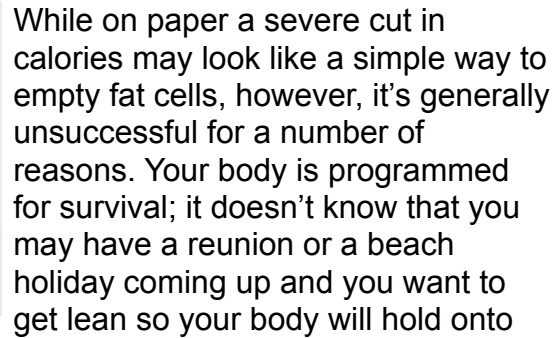 While on paper a severe cut in
calories may look like a simple way to
empty fat cells, however, it’s generally
unsuccessful for a number of
reasons. Your body is programmed
for survival; it doesn’t know that you
may have a reunion or a beach
holiday coming up and you want to
get lean so your body will hold onto